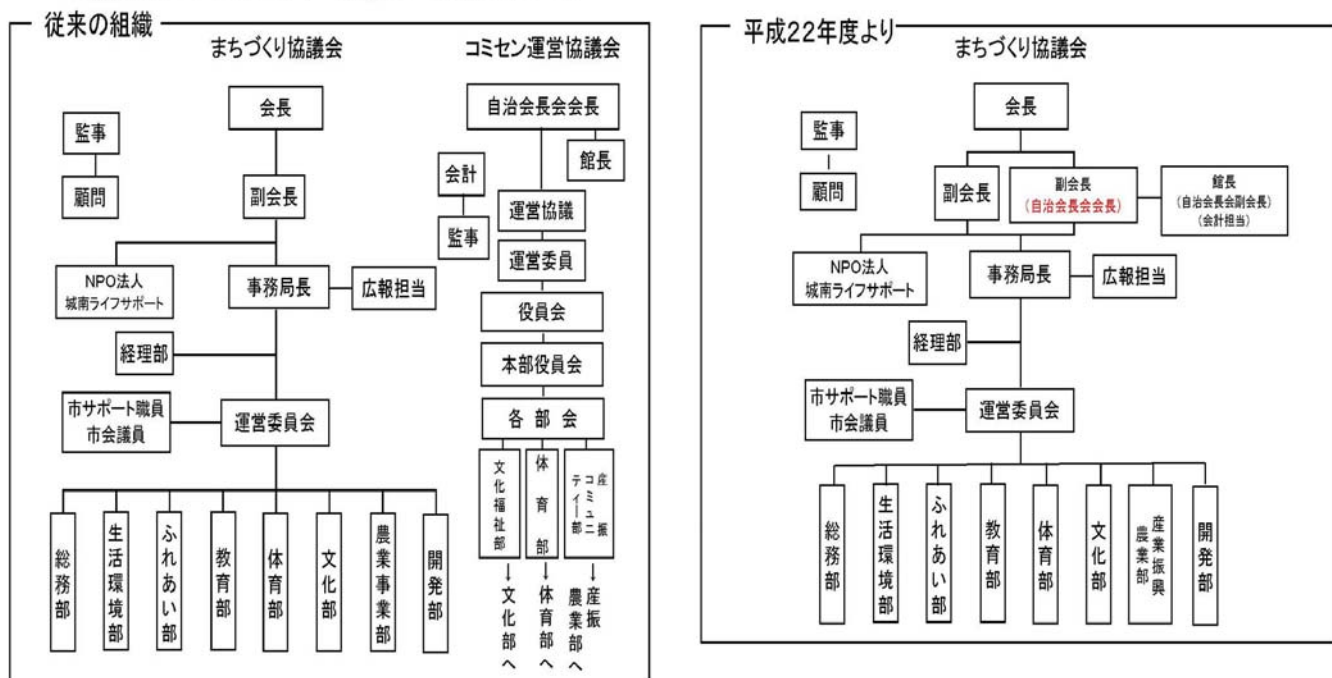 従来の組織
まちづくり協議会
会長
監事
顧問
副会長
NPO法人
城南ライフサポート
事務局長
広報担当
経理部
市サポート職員
市会議員
運営委員会
総務部
生活環境部
ふれあい部
教育部
体育部
文化部
農業事業部
開発部
コミセン運営協議会
自治会長会会長
館長
会計
監事
運営協議
運営委員
役員会
本部役員会
各部会
文化福祉部
体育部
産振
コミュニ
ティー部
→文化部へ
→体育部へ
→産振
農業部へ
平成22年度より
まちづくり協議会
会長
監事
顧問
副会長
副会長
(自治会長会会長)
館長
(自治会長会副会長)
(会計担当)
NPO法人
城南ライフサポート
事務局長
広報担当
経理部
市サポート職員
市会議員
運営委員会
総務部
生活環境部
ふれあい部
教育部
体育部
文化部
産業振興
農業部
開発部